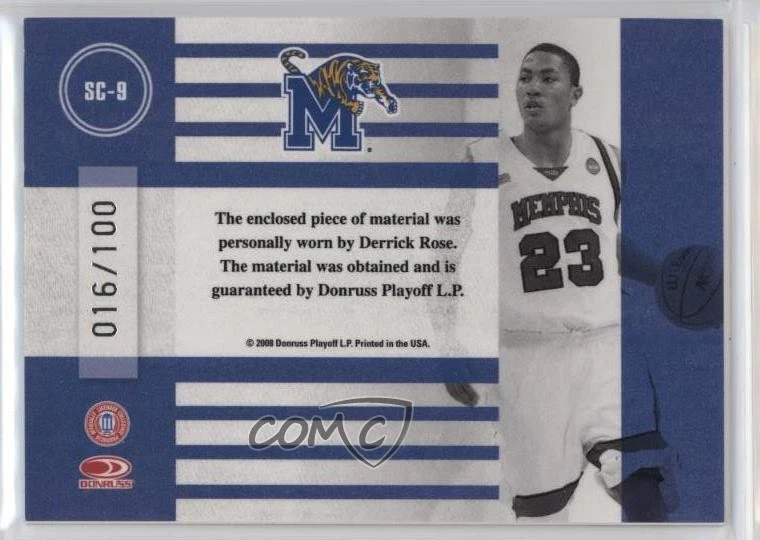 SC-9
M
016/100
The enclosed piece of material was
personally worn by Derrick Rose.
The material was obtained and is
guaranteed by Donruss Playoff L.P.
© 2008 Donruss Playoff L.P. Printed in the USA.
MEMPHIS
23
DONRUSS
COMC